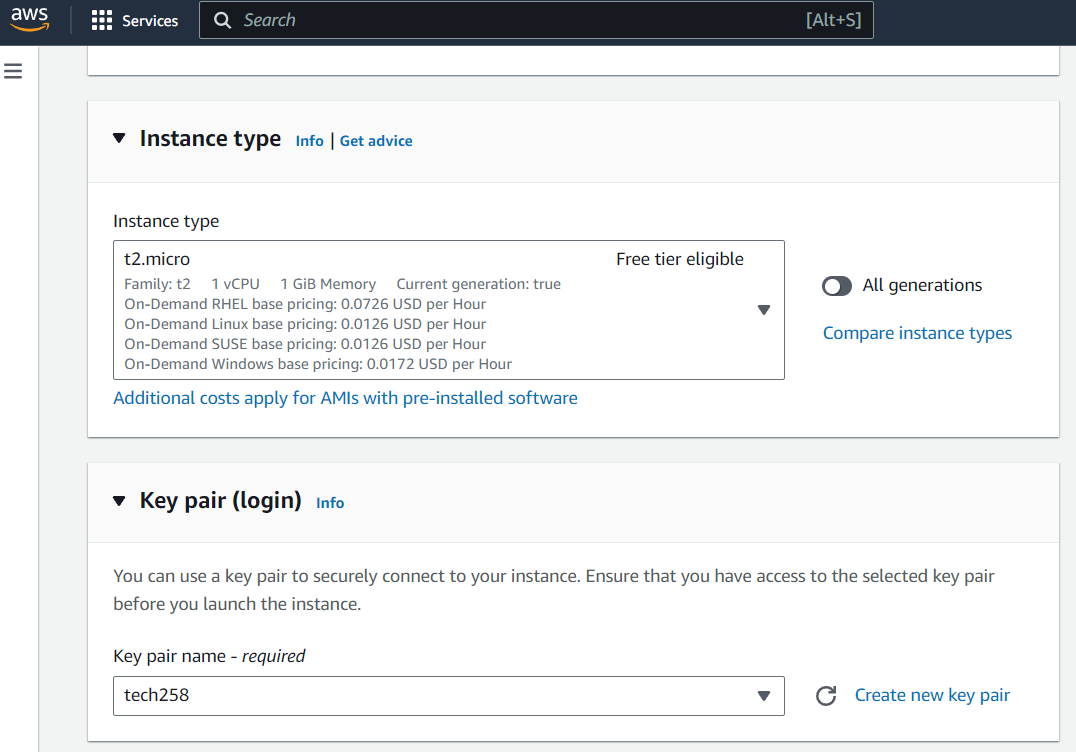 aws Services Search [Alt+S]
Instance type Info | Get advice
Instance type
t2.micro Free tier eligible
Family: t2 1 vCPU 1 GiB Memory Current generation: true
On-Demand RHEL base pricing: 0.0726 USD per Hour
On-Demand Linux base pricing: 0.0126 USD per Hour
On-Demand SUSE base pricing: 0.0126 USD per Hour
On-Demand Windows base pricing: 0.0172 USD per Hour
All generations
Compare instance types
Additional costs apply for AMIs with pre-installed software
Key pair (login) Info
You can use a key pair to securely connect to your instance. Ensure that you have access to the selected key pair
before you launch the instance.
Key pair name - required
tech258
Create new key pair